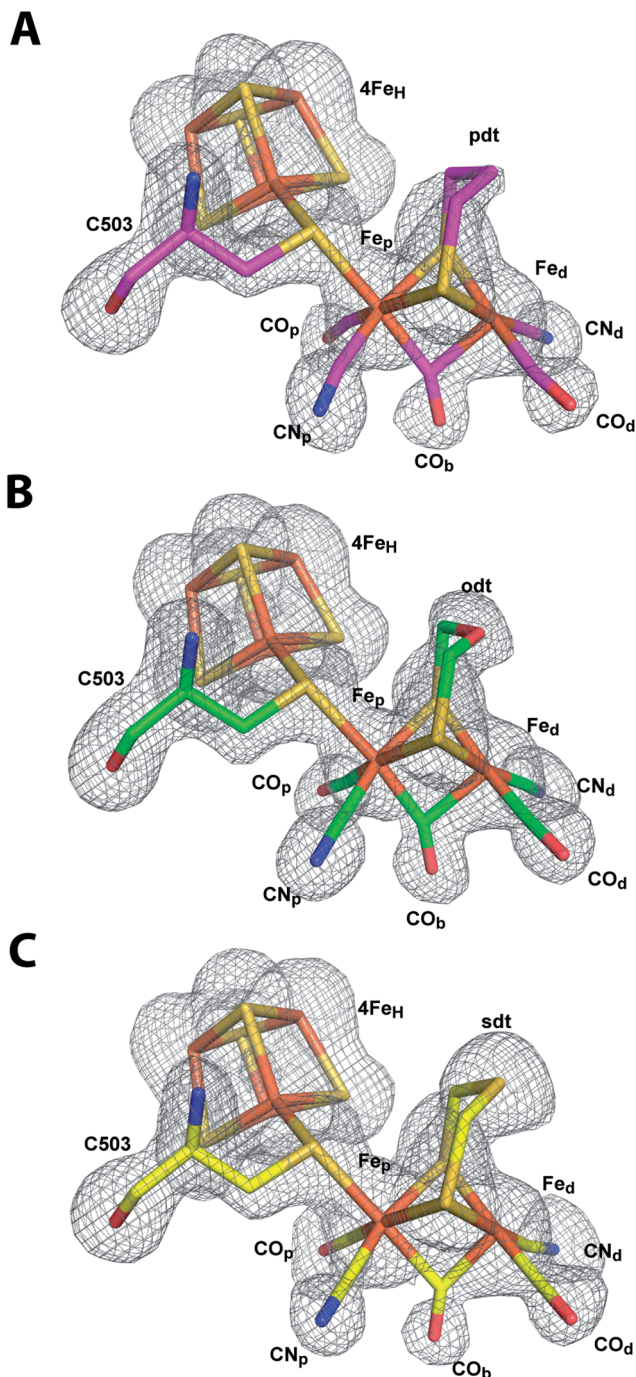 A
4FeH
pdt
C503
Fep
Fed
COp
CNd
CNp
COd
COb
B
4FeH
odt
C503
Fep
Fed
COp
CNd
CNp
COd
COb
C
4FeH
sdt
C503
Fep
Fed
COp
CNd
CNp
COd
COb